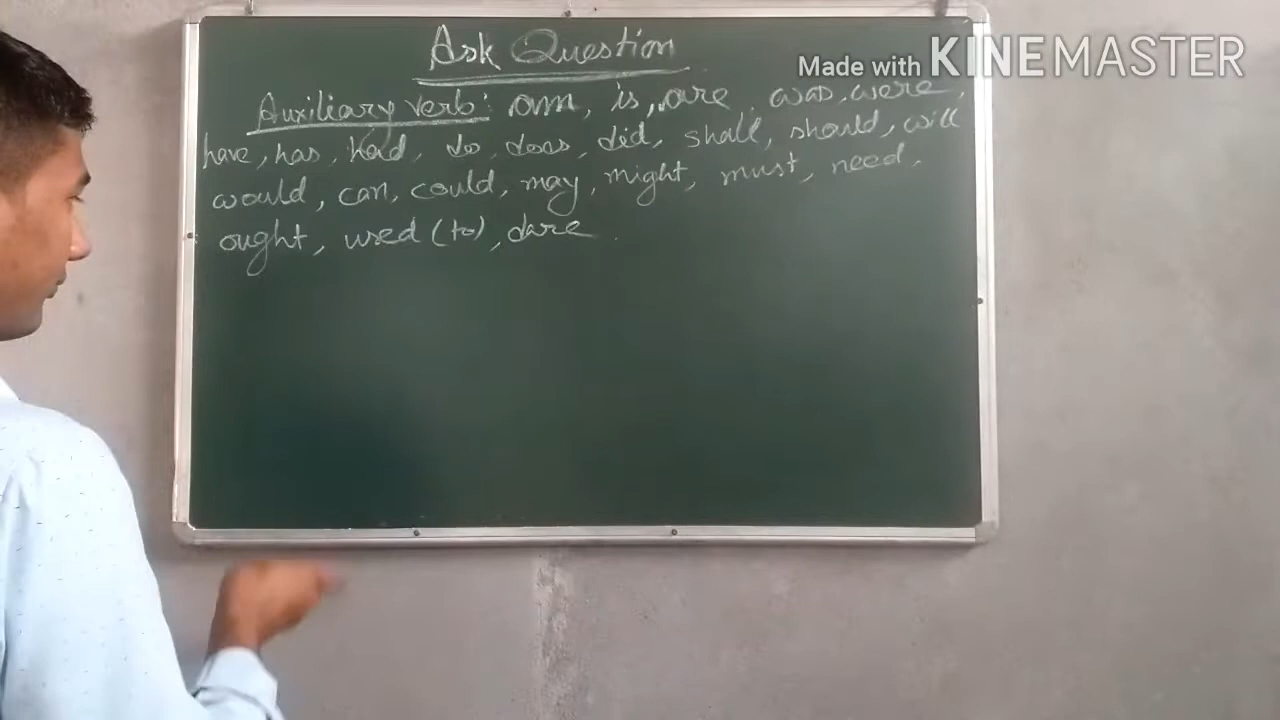 Ask Question
Made with KINEMASTER
Auxiliary verb: am, is, are, was, were,
have, has, had, do, does, did, shall, should, will
would, can, could, may, might, must, need,
ought, used (to), dare.